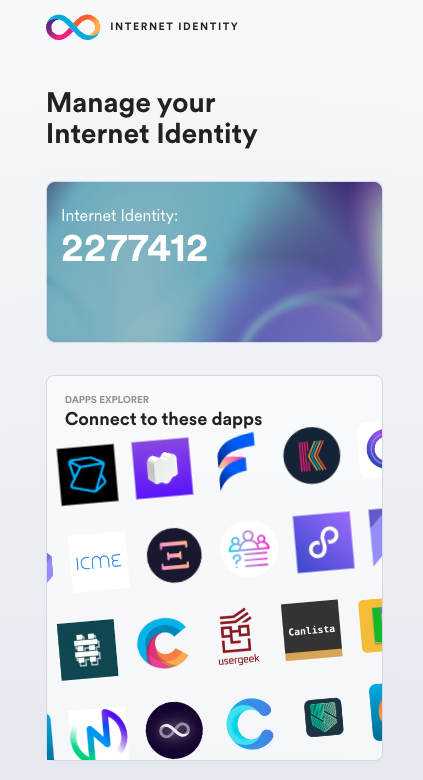 INTERNET IDENTITY
Manage your
Internet Identity
Internet Identity:
2277412
DAPPS EXPLORER
Connect to these dapps
ICME
?
usergeek
Canlista